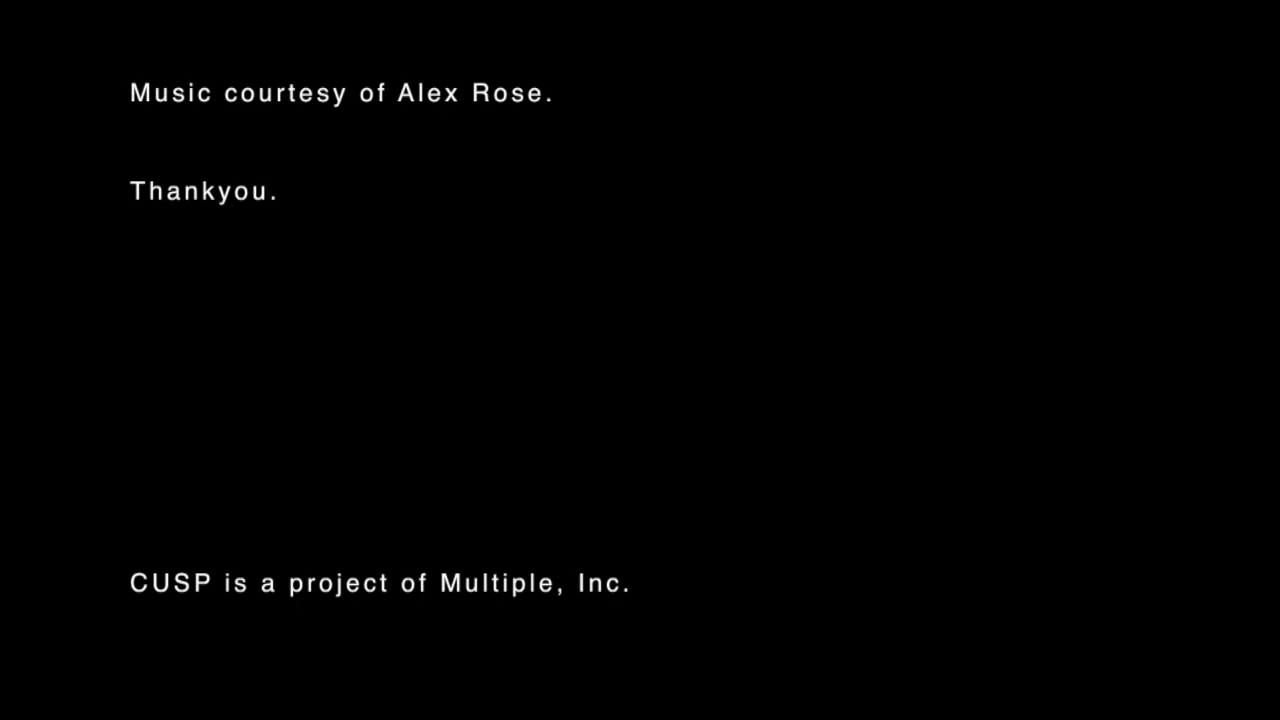 Music courtesy of Alex Rose.
Thankyou.
CUSP is a project of Multiple, Inc.